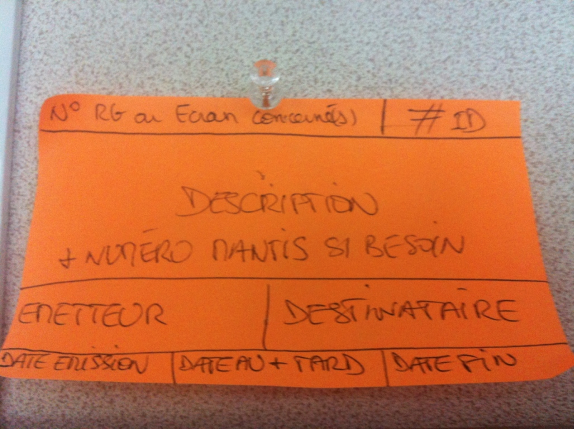 N° RG ou Ecran concerné(s) # ID
DESCRIPTION
+ NUMÉRO MANTIS SI BESOIN
EMETTEUR DESTINATAIRE
DATE EMISSION DATE AU + TARD DATE FIN